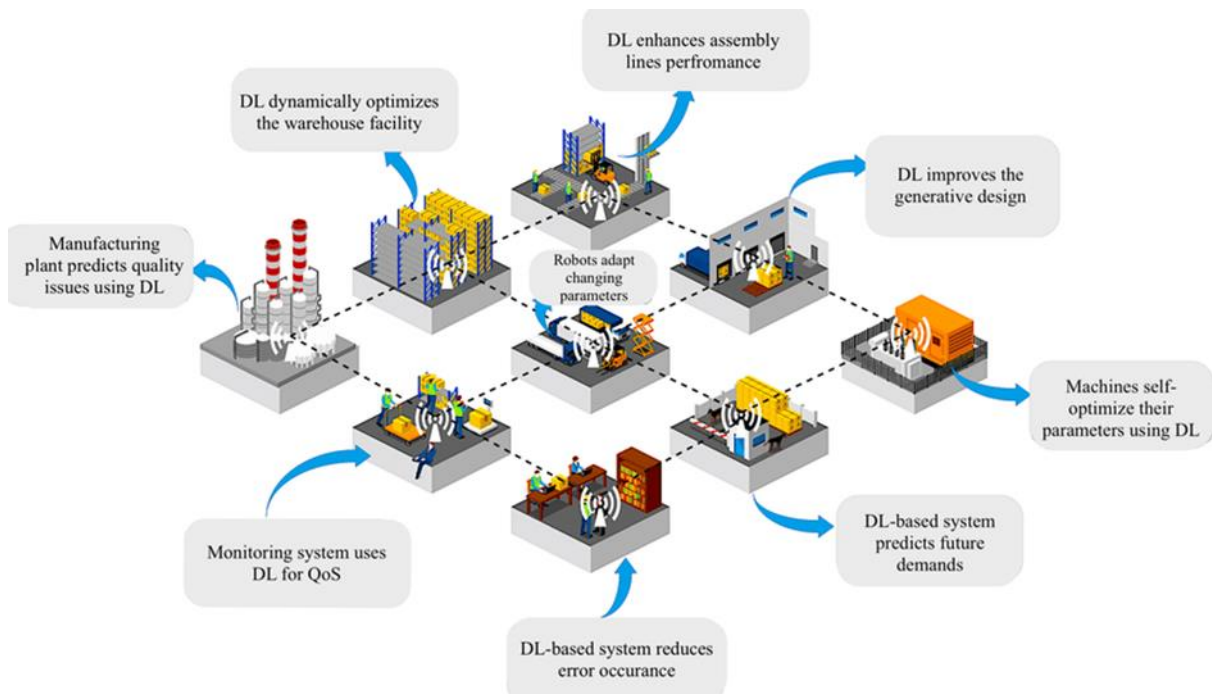 DL enhances assembly
lines perfromance
DL dynamically optimizes
the warehouse facility
DL improves the
generative design
Manufacturing
plant predicts quality
issues using DL
Robots adapt
changing
parameters
Machines self-
optimize their
parameters using DL
Monitoring system uses
DL for QoS
DL-based system
predicts future
demands
DL-based system reduces
error occurance